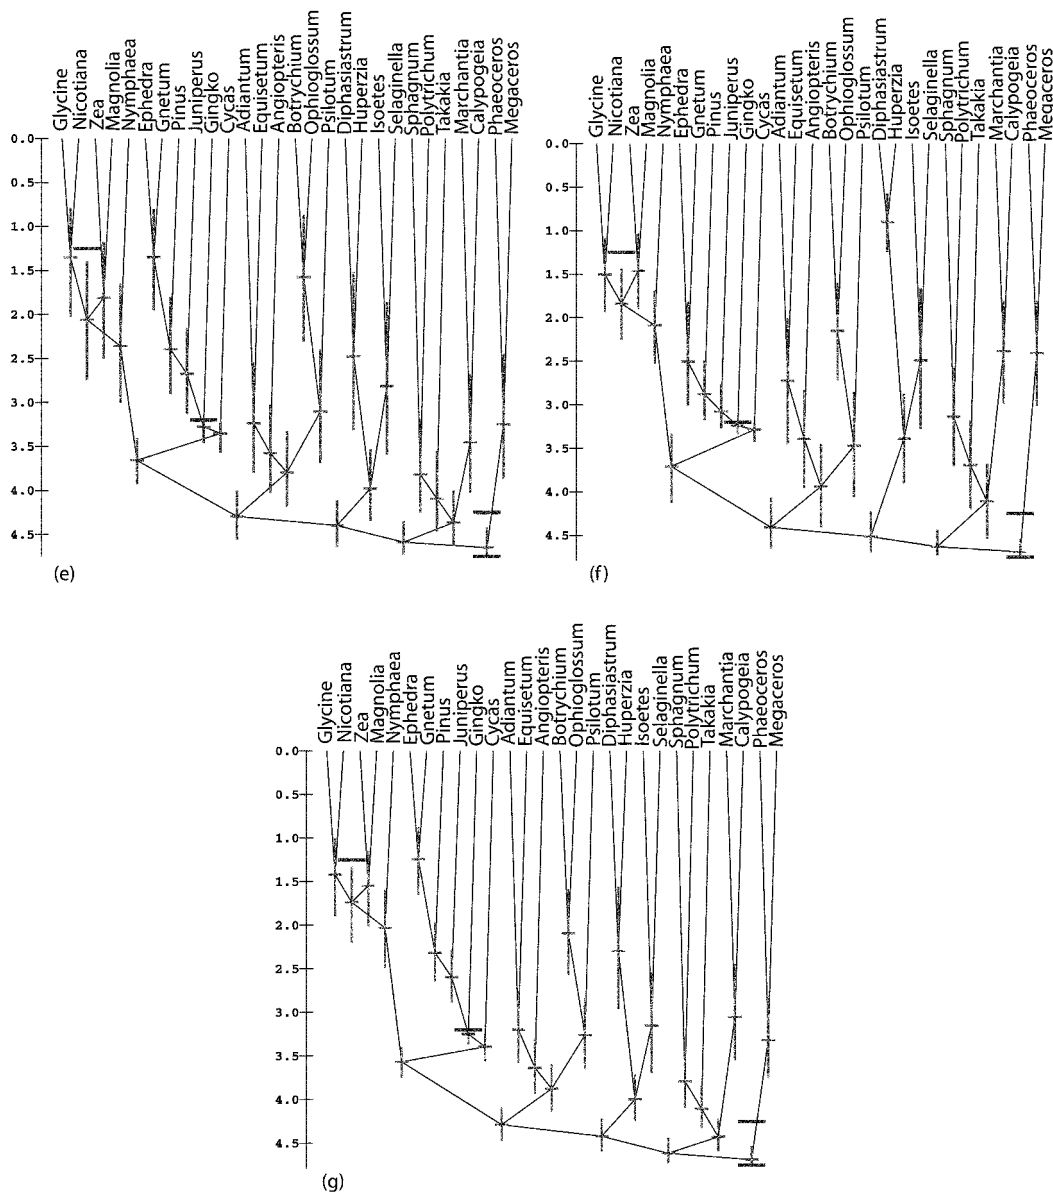 Glycine
Nicotiana
Zea
Magnolia
Nymphaea
Ephedra
Gnetum
Pinus
Juniperus
Gingko
Cycas
Adiantum
Equisetum
Angiopteris
Botrychium
Ophioglossum
Psilotum
Diphasiastrum
Huperzia
Isoetes
Selaginella
Sphagnum
Polytrichum
Takakia
Marchantia
Calypogeia
Phaeoceros
Megaceros
0.0
0.5
1.0
1.5
2.0
2.5
3.0
3.5
4.0
4.5
(e)
Glycine
Nicotiana
Zea
Magnolia
Nymphaea
Ephedra
Gnetum
Pinus
Juniperus
Gingko
Cycas
Adiantum
Equisetum
Angiopteris
Botrychium
Ophioglossum
Psilotum
Diphasiastrum
Huperzia
Isoetes
Selaginella
Sphagnum
Polytrichum
Takakia
Marchantia
Calypogeia
Phaeoceros
Megaceros
0.0
0.5
1.0
1.5
2.0
2.5
3.0
3.5
4.0
4.5
(f)
Glycine
Nicotiana
Zea
Magnolia
Nymphaea
Ephedra
Gnetum
Pinus
Juniperus
Gingko
Cycas
Adiantum
Equisetum
Angiopteris
Botrychium
Ophioglossum
Psilotum
Diphasiastrum
Huperzia
Isoetes
Selaginella
Sphagnum
Polytrichum
Takakia
Marchantia
Calypogeia
Phaeoceros
Megaceros
0.0
0.5
1.0
1.5
2.0
2.5
3.0
3.5
4.0
4.5
(g)